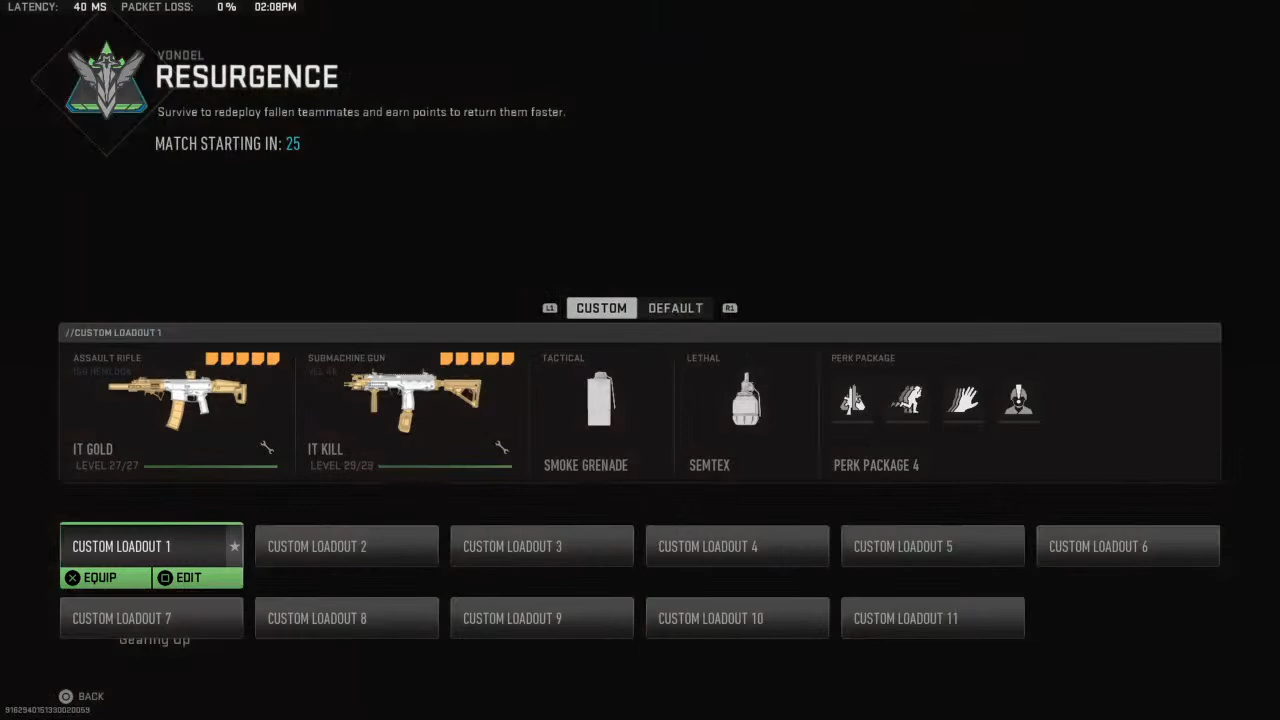 LATENCY: 40 MS PACKET LOSS: 0 % 02:08PM
VONDEL
RESURGENCE
Survive to redeploy fallen teammates and earn points to return them faster.
MATCH STARTING IN: 25
L1 CUSTOM DEFAULT R1
//CUSTOM LOADOUT 1
ASSAULT RIFLE SUBMACHINE GUN TACTICAL LETHAL PERK PACKAGE
ISO HEMLOCK
IT GOLD IT KILL
LEVEL 27/27 LEVEL 29/29 SMOKE GRENADE SEMTEX PERK PACKAGE 4
CUSTOM LOADOUT 1 CUSTOM LOADOUT 2 CUSTOM LOADOUT 3 CUSTOM LOADOUT 4 CUSTOM LOADOUT 5 CUSTOM LOADOUT 6
EQUIP EDIT
CUSTOM LOADOUT 7 CUSTOM LOADOUT 8 CUSTOM LOADOUT 9 CUSTOM LOADOUT 10 CUSTOM LOADOUT 11
Gearing Up
BACK